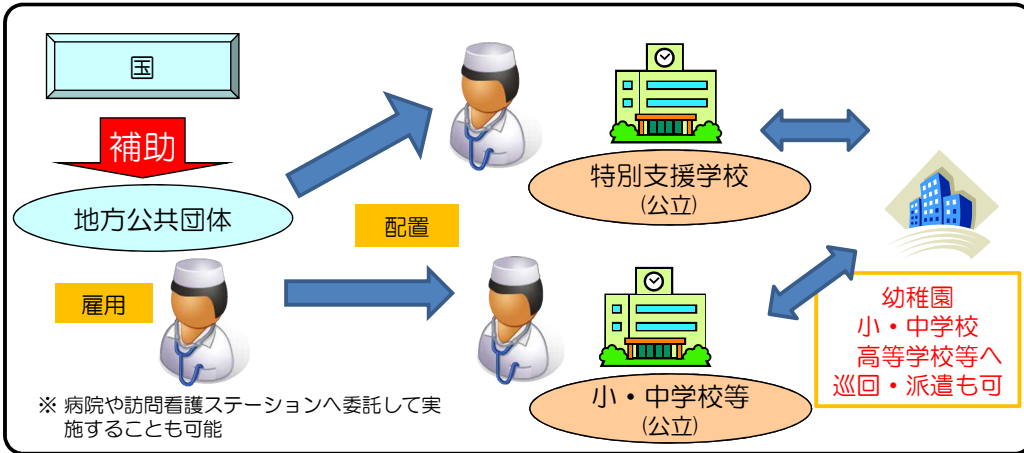 国
補助
地方公共団体
雇用
配置
※ 病院や訪問看護ステーションへ委託して実
施することも可能
特別支援学校
(公立)
小・中学校等
(公立)
幼稚園
小・中学校
高等学校等へ
巡回・派遣も可